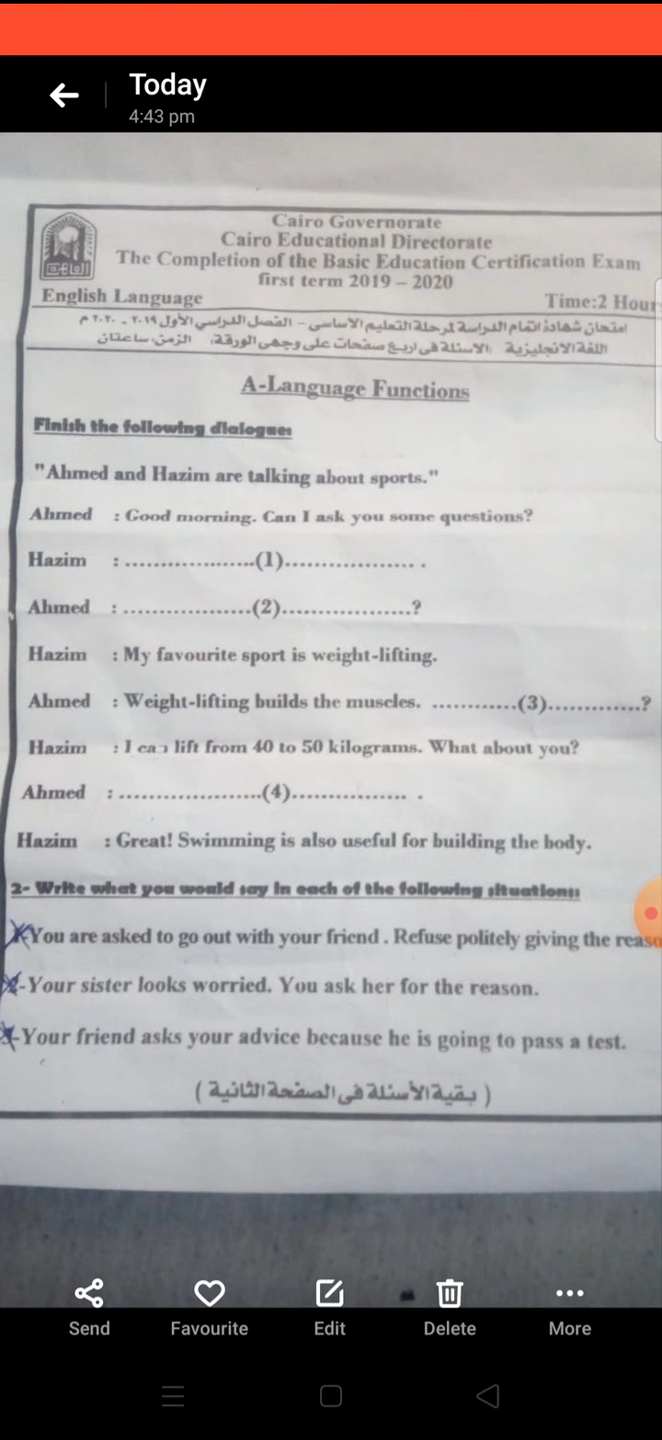 Today
4:43 pm
Cairo Governorate
Cairo Educational Directorate
The Completion of the Basic Education Certification Exam
first term 2019 – 2020
English Language Time:2 Hour
امتحان شهادة اتمام الدراسة لمرحلة التعليم الأساسى – الفصل الدراسي الأول ٢٠١٩ - ٢٠٢٠ م
اللغة الانجليزية الاسئلة فى اربع صفحات على وجهى الورقة، الزمن، ساعتان
A-Language Functions
Finish the following dialogue:
"Ahmed and Hazim are talking about sports."
Ahmed : Good morning. Can I ask you some questions?
Hazim : ...................(1)................... .
Ahmed : ...................(2)...................?
Hazim : My favourite sport is weight-lifting.
Ahmed : Weight-lifting builds the muscles. ............(3).............?
Hazim : I can lift from 40 to 50 kilograms. What about you?
Ahmed : .....................(4)................. .
Hazim : Great! Swimming is also useful for building the body.
2- Write what you would say in each of the following situations:
-You are asked to go out with your friend . Refuse politely giving the reaso
-Your sister looks worried. You ask her for the reason.
-Your friend asks your advice because he is going to pass a test.
( بقية الأسئلة فى الصفحة الثانية )
Send Favourite Edit Delete More